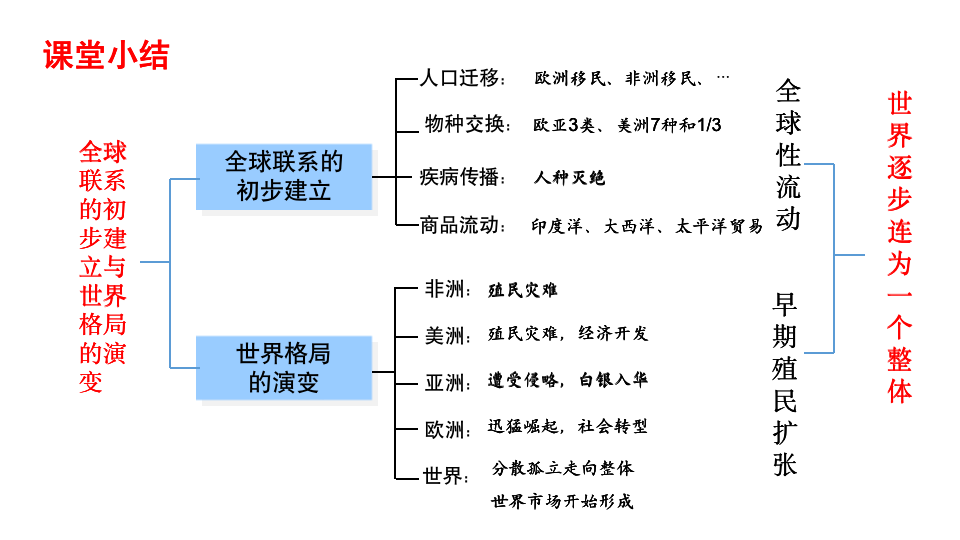 课堂小结
全球
联系
的初
步建
立与
世界
格局
的演
变
全球联系的
初步建立
人口迁移： 欧洲移民、非洲移民、…
物种交换： 欧亚3类、美洲7种和1/3
疾病传播： 人种灭绝
商品流动： 印度洋、大西洋、太平洋贸易
世界格局
的演变
非洲： 殖民灾难
美洲： 殖民灾难，经济开发
亚洲： 遭受侵略，白银入华
欧洲： 迅猛崛起，社会转型
世界： 分散孤立走向整体
世界市场开始形成
全球性流动
早期殖民扩张
世界逐步连为一个整体